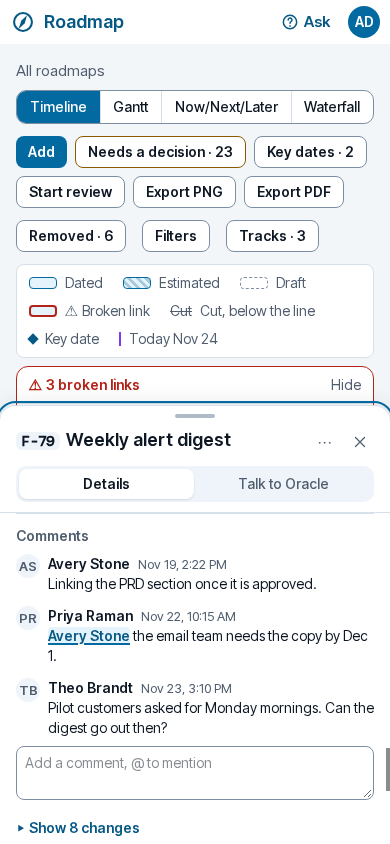 Roadmap
Ask
AD
All roadmaps
Timeline
Gantt
Now/Next/Later
Waterfall
Add
Needs a decision · 23
Key dates · 2
Start review
Export PNG
Export PDF
Removed · 6
Filters
Tracks · 3
Dated
Estimated
Draft
⚠ Broken link
Cut Cut, below the line
Key date
Today Nov 24
⚠ 3 broken links
Hide
F-79 Weekly alert digest
Details
Talk to Oracle
Comments
AS
Avery Stone Nov 19, 2:22 PM
Linking the PRD section once it is approved.
PR
Priya Raman Nov 22, 10:15 AM
Avery Stone the email team needs the copy by Dec
1.
TB
Theo Brandt Nov 23, 3:10 PM
Pilot customers asked for Monday mornings. Can the
digest go out then?
Add a comment, @ to mention
Show 8 changes